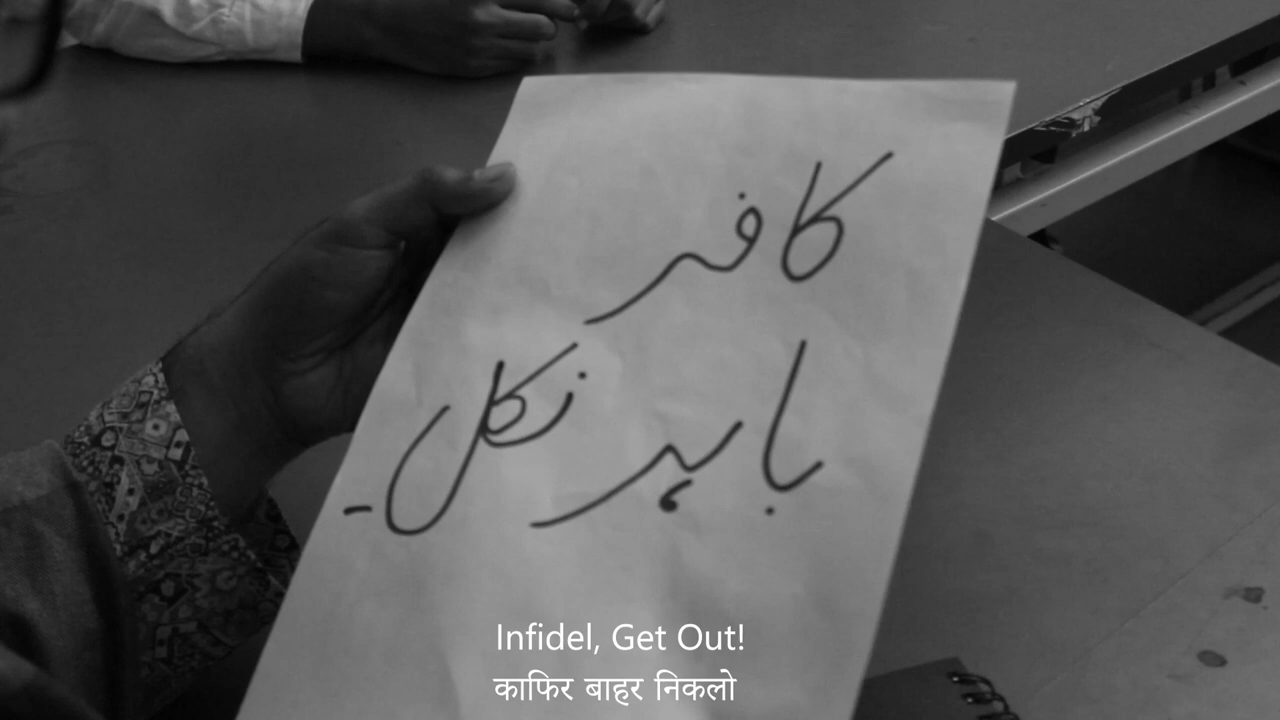 کافر
باہر نکل۔
Infidel, Get Out!
काफिर बाहर निकलो